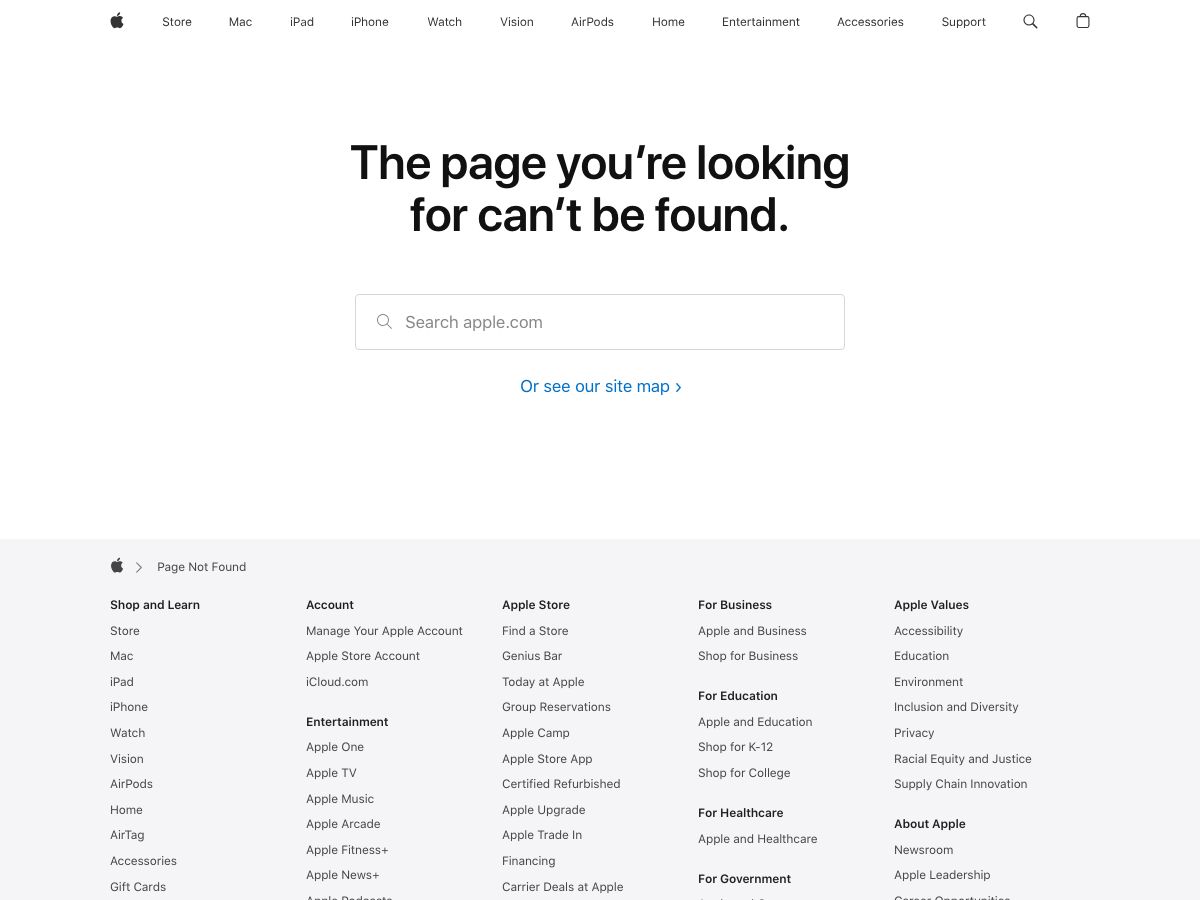 Store Mac iPad iPhone Watch Vision AirPods Home Entertainment Accessories Support
The page you’re looking
for can’t be found.
Search apple.com
Or see our site map ›
Page Not Found
Shop and Learn
Store
Mac
iPad
iPhone
Watch
Vision
AirPods
Home
AirTag
Accessories
Gift Cards
Account
Manage Your Apple Account
Apple Store Account
iCloud.com
Entertainment
Apple One
Apple TV
Apple Music
Apple Arcade
Apple Fitness+
Apple News+
Apple Podcasts
Apple Store
Find a Store
Genius Bar
Today at Apple
Group Reservations
Apple Camp
Apple Store App
Certified Refurbished
Apple Upgrade
Apple Trade In
Financing
Carrier Deals at Apple
For Business
Apple and Business
Shop for Business
For Education
Apple and Education
Shop for K-12
Shop for College
For Healthcare
Apple and Healthcare
For Government
Apple Values
Accessibility
Education
Environment
Inclusion and Diversity
Privacy
Racial Equity and Justice
Supply Chain Innovation
About Apple
Newsroom
Apple Leadership
Career Opportunities